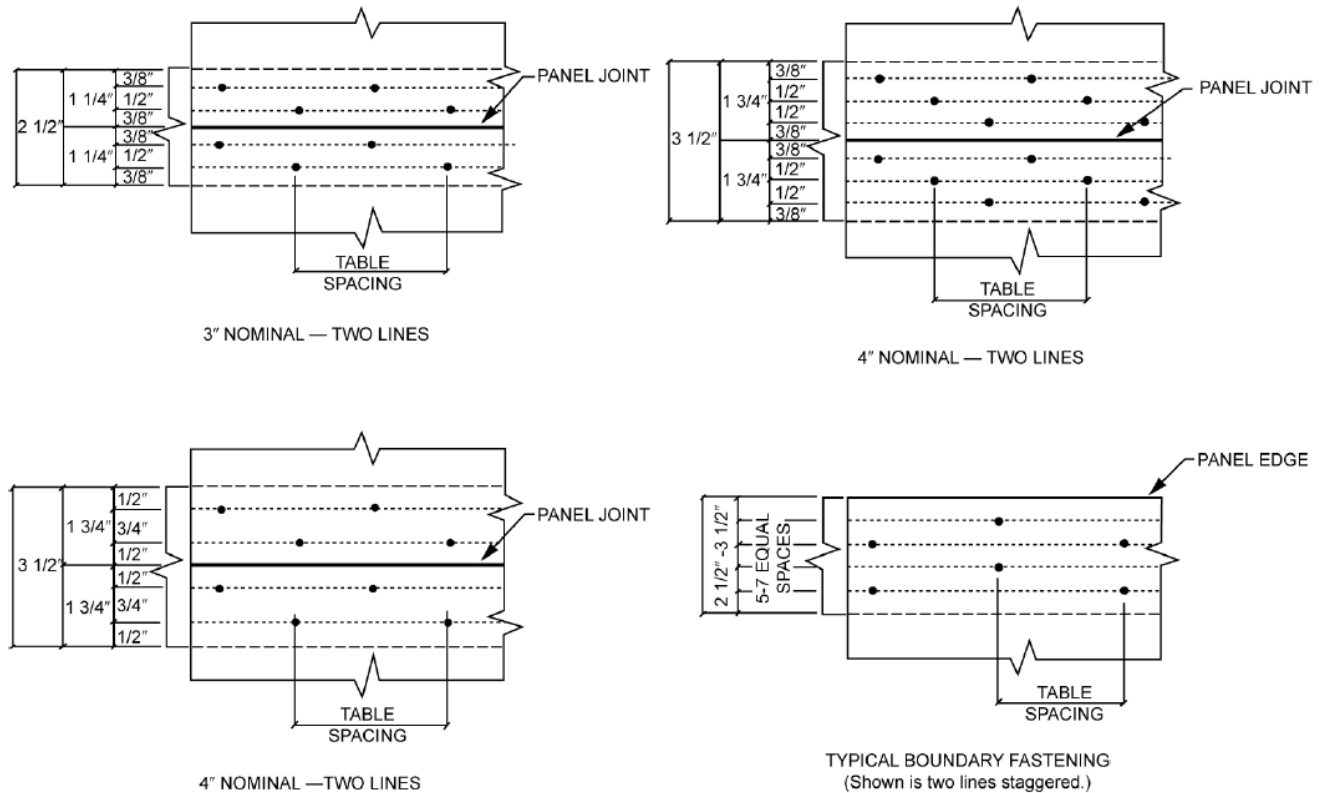 3/8"
1/2"
3/8"
3/8"
1/2"
3/8"
1 1/4"
1 1/4"
2 1/2"
PANEL JOINT
TABLE
SPACING
3" NOMINAL — TWO LINES
3/8"
1/2"
1/2"
3/8"
3/8"
1/2"
1/2"
3/8"
1 3/4"
1 3/4"
3 1/2"
PANEL JOINT
TABLE
SPACING
4" NOMINAL — TWO LINES
1/2"
3/4"
1/2"
1/2"
3/4"
1/2"
1 3/4"
1 3/4"
3 1/2"
PANEL JOINT
TABLE
SPACING
4" NOMINAL —TWO LINES
PANEL EDGE
2 1/2" -3 1/2"
5-7 EQUAL
SPACES
TABLE
SPACING
TYPICAL BOUNDARY FASTENING
(Shown is two lines staggered.)